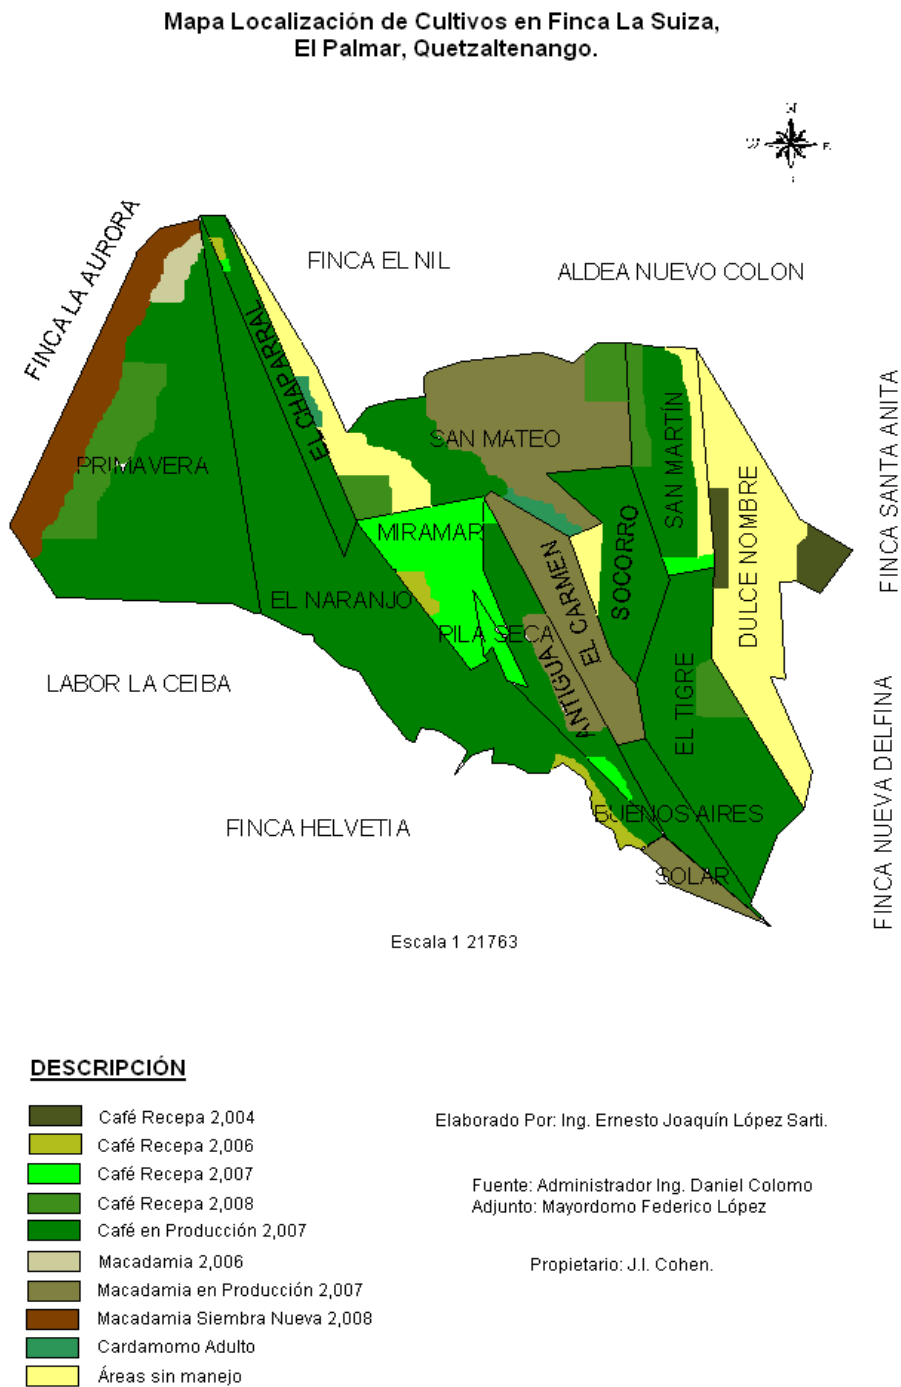 Mapa Localización de Cultivos en Finca La Suiza,
El Palmar, Quetzaltenango.
N
W
E
FINCA LA AURORA
FINCA EL NIL
ALDEA NUEVO COLON
FINCA SANTA ANITA
EL CHAPARRAL
SAN MATEO
SAN MARTÍN
PRIMAVERA
DULCE NOMBRE
MIRAMAR
SOCORRO
EL CARMEN
EL NARANJO
PILA SECA
ANTIGUA
EL TIGRE
LABOR LA CEIBA
FINCA NUEVA DELFINA
BUENOS AIRES
FINCA HELVETIA
SOLAR
Escala 1 21763
DESCRIPCIÓN
Café Recepa 2,004
Café Recepa 2,006
Café Recepa 2,007
Café Recepa 2,008
Café en Producción 2,007
Macadamia 2,006
Macadamia en Producción 2,007
Macadamia Siembra Nueva 2,008
Cardamomo Adulto
Áreas sin manejo
Elaborado Por: Ing. Ernesto Joaquín López Sarti.
Fuente: Administrador Ing. Daniel Colomo
Adjunto: Mayordomo Federico López
Propietario: J.I. Cohen.